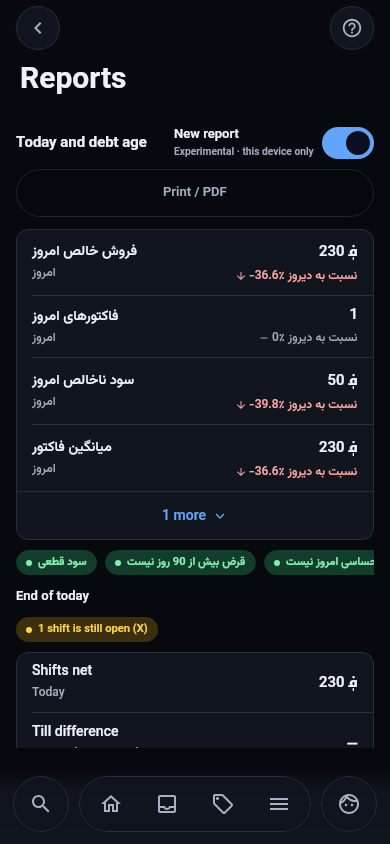 Reports
Today and debt age
New report
Experimental · this device only
Print / PDF
فروش خالص امروز
؋ 230
امروز
نسبت به دیروز ٪36.6- ↓
فاکتورهای امروز
1
امروز
نسبت به دیروز ٪0 –
سود ناخالص امروز
؋ 50
امروز
نسبت به دیروز ٪39.8- ↓
میانگین فاکتور
؋ 230
امروز
نسبت به دیروز ٪36.6- ↓
1 more
سود قطعی
قرض بیش از 90 روز نیست
حساسی امروز نیست
End of today
1 shift is still open (X)
Shifts net
؋ 230
Today
Till difference
–